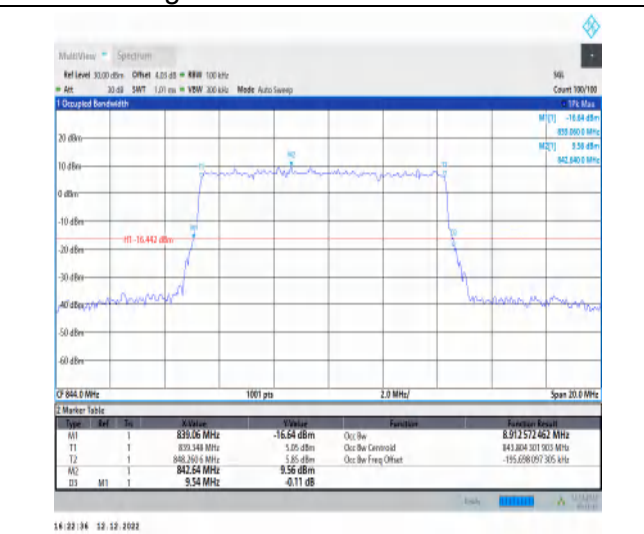 MultiView Spectrum
Ref Level 30.00 dBm Offset 4.05 dB RBW 100 kHz SGL
Att 30 dB SWT 1.01 ms VBW 300 kHz Mode Auto Sweep Count 100/100
1 Occupied Bandwidth 1Pk Max
M1[1] -16.64 dBm
839.060 0 MHz
20 dBm M2[1] 9.56 dBm
842.640 0 MHz
M2
10 dBm T1 T2
0 dBm
-10 dBm
M1 D3
H1 -16.442 dBm
-20 dBm
-30 dBm
-40 dBm
-50 dBm
-60 dBm
CF 844.0 MHz 1001 pts 2.0 MHz/ Span 20.0 MHz
2 Marker Table
Type Ref Trc X-Value Y-Value Function Function Result
M1 1 839.06 MHz -16.64 dBm Occ Bw 8.912 572 462 MHz
T1 1 839.348 MHz 5.05 dBm Occ Bw Centroid 843.804 301 903 MHz
T2 1 848.260 6 MHz 5.85 dBm Occ Bw Freq Offset -195.698 097 305 kHz
M2 1 842.64 MHz 9.56 dBm
D3 M1 1 9.54 MHz -0.11 dB
16:22:36 12.12.2022